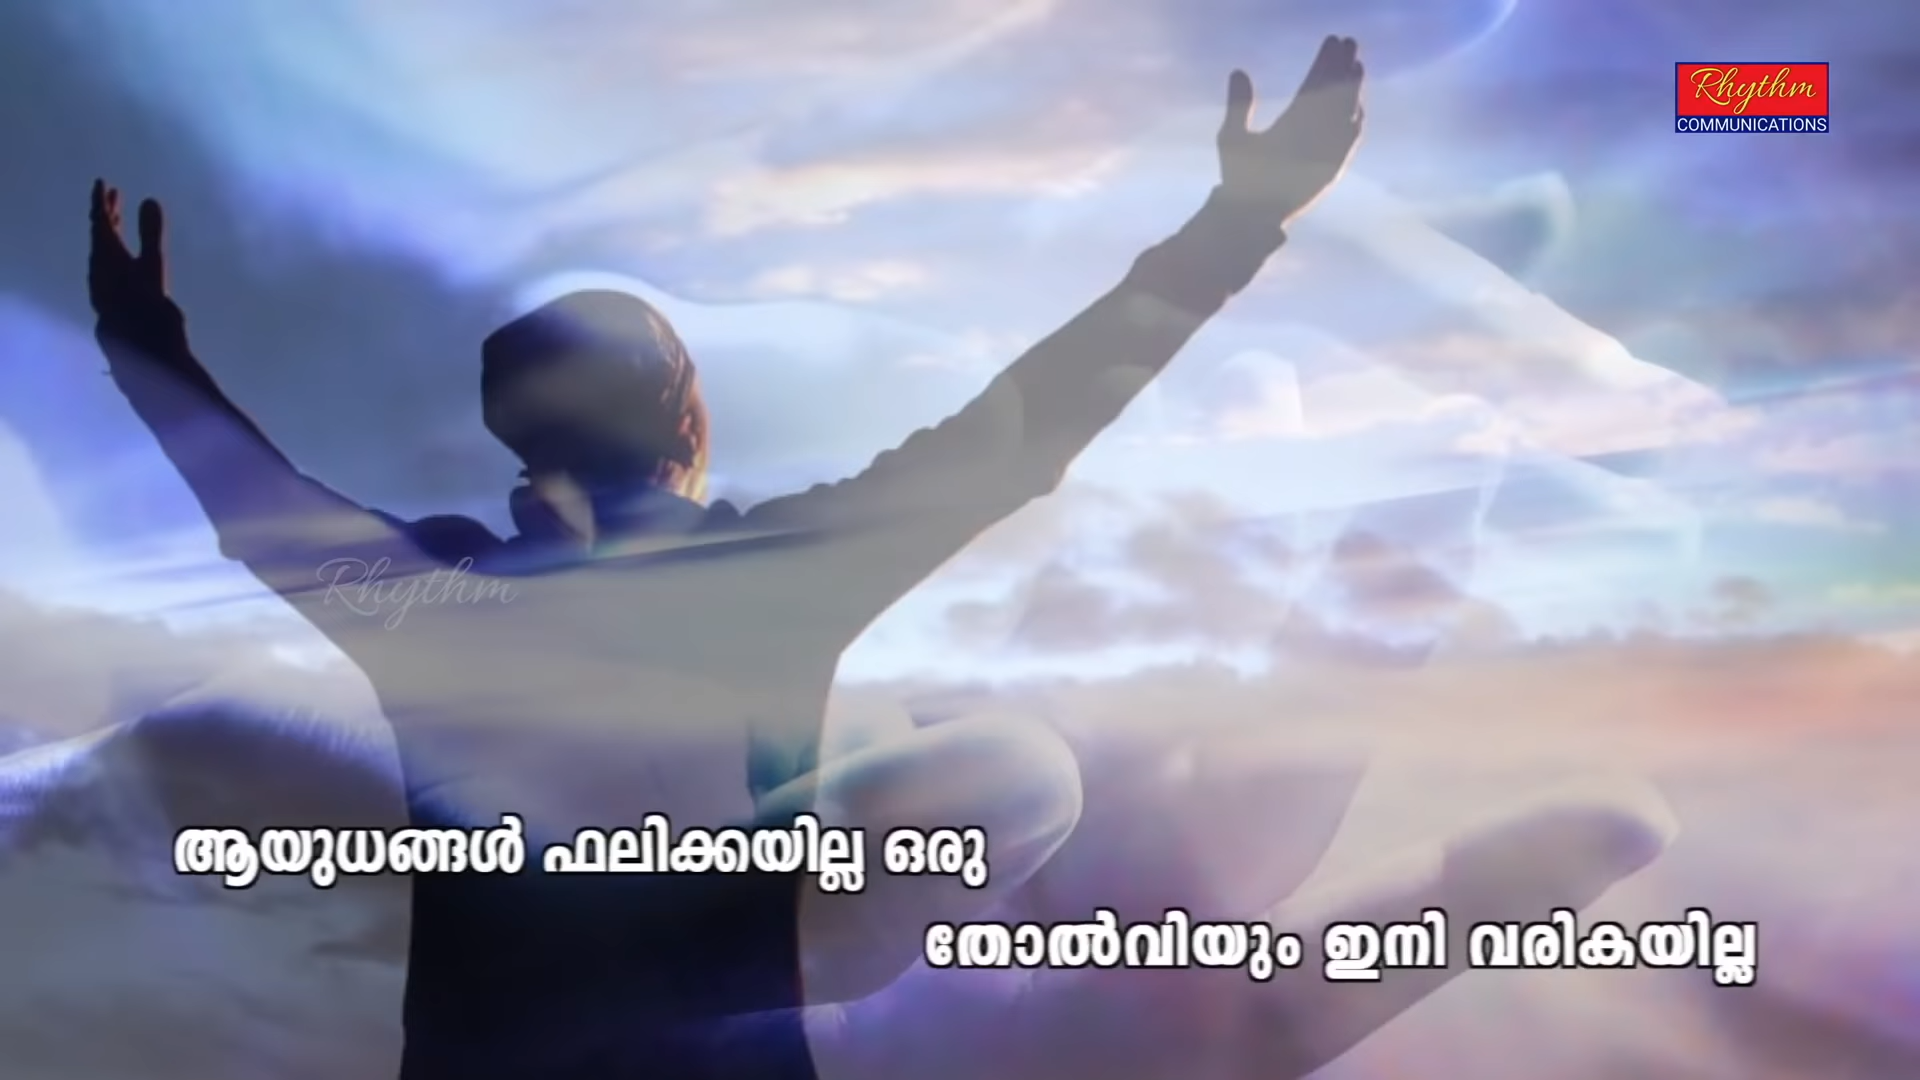 Rhythm
COMMUNICATIONS
Rhythm
ആയുധങ്ങൾ ഫലിക്കയില്ല ഒരു
തോൽവിയും ഇനി വരികയില്ല